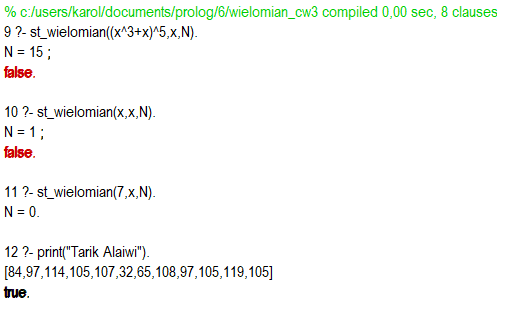 % c:/users/karol/documents/prolog/6/wielomian_cw3 compiled 0,00 sec, 8 clauses
9 ?- st_wielomian((x^3+x)^5,x,N).
N = 15 ;
false.
10 ?- st_wielomian(x,x,N).
N = 1 ;
false.
11 ?- st_wielomian(7,x,N).
N = 0.
12 ?- print("Tarik Alaiwi").
[84,97,114,105,107,32,65,108,97,105,119,105]
true.